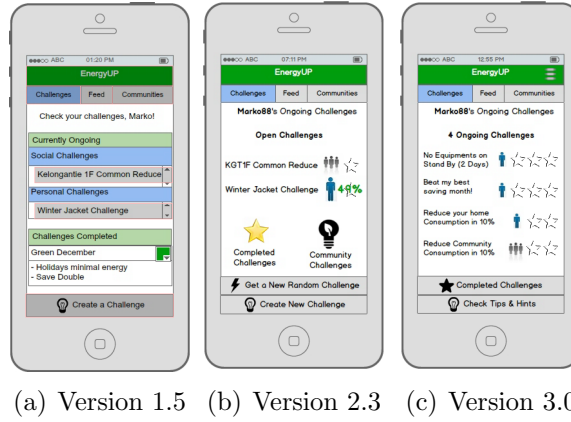 ABC 01:20 PM
EnergyUP
Challenges Feed Communities
Check your challenges, Marko!
Currently Ongoing
Social Challenges
Kelongantie 1F Common Reduce
Personal Challenges
Winter Jacket Challenge
Challenges Completed
Green December
- Holidays minimal energy
- Save Double
Create a Challenge
(a) Version 1.5
ABC 07:11 PM
EnergyUP
Challenges Feed Communities
Marko88's Ongoing Challenges
Open Challenges
KGT1F Common Reduce
Winter Jacket Challenge 49%
Completed
Challenges
Community
Challenges
Get a New Random Challenge
Create New Challenge
(b) Version 2.3
ABC 12:55 PM
EnergyUP
Challenges Feed Communities
Marko88's Ongoing Challenges
4 Ongoing Challenges
No Equipments on
Stand By (2 Days)
Beat my best
saving month!
Reduce your home
Consumption in 10%
Reduce Community
Consumption in 10%
Completed Challenges
Check Tips & Hints
(c) Version 3.0